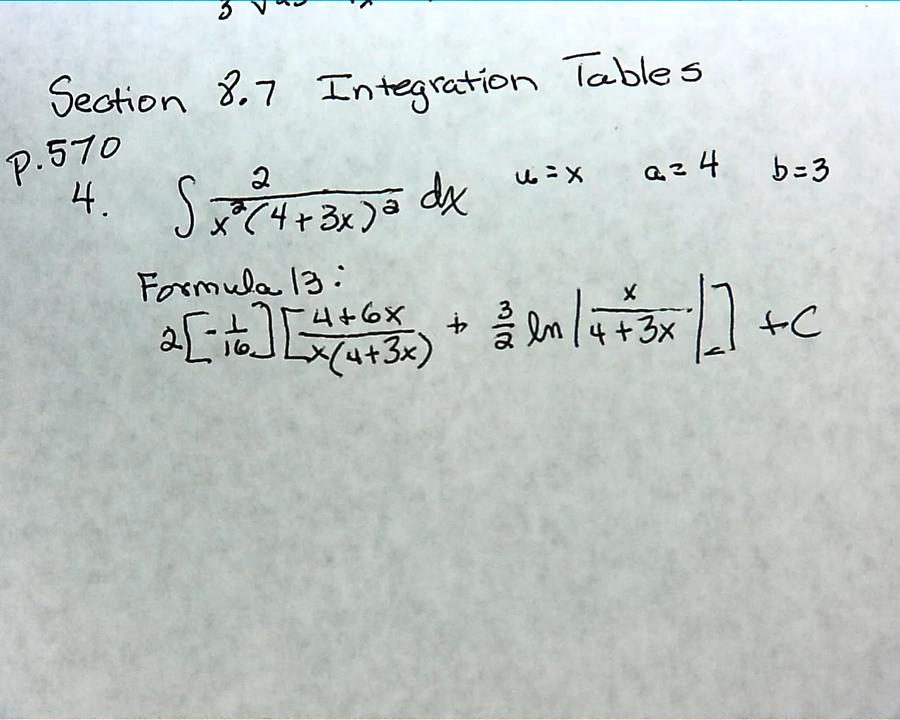 Section 8.7 Integration Tables
p.570
4. ∫ 2/(x²(4+3x)²) dx u=x a=4 b=3
Formula 13:
2[-1/16][(4+6x)/(x(4+3x)) + 3/2 ln|x/(4+3x)|] + C